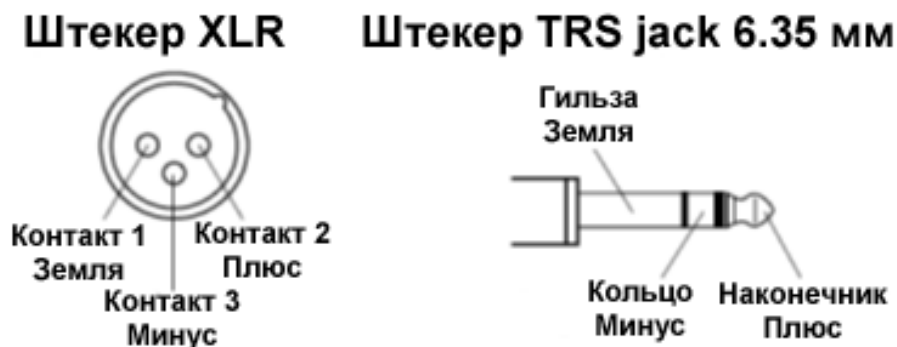 Штекер XLR
Штекер TRS jack 6.35 мм
Контакт 1
Земля
Контакт 2
Плюс
Контакт 3
Минус
Гильза
Земля
Кольцо
Минус
Наконечник
Плюс